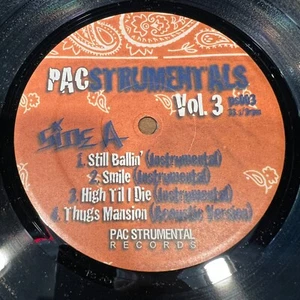 PACSTRUMENTALS
Vol. 3
SIDE A
1. Still Ballin' (Instrumental)
2. Smile (Instrumental)
3. High 'Til I Die (Instrumental)
4. Thugs Mansion (Acoustic Version)
PAC STRUMENTAL
RECORDS